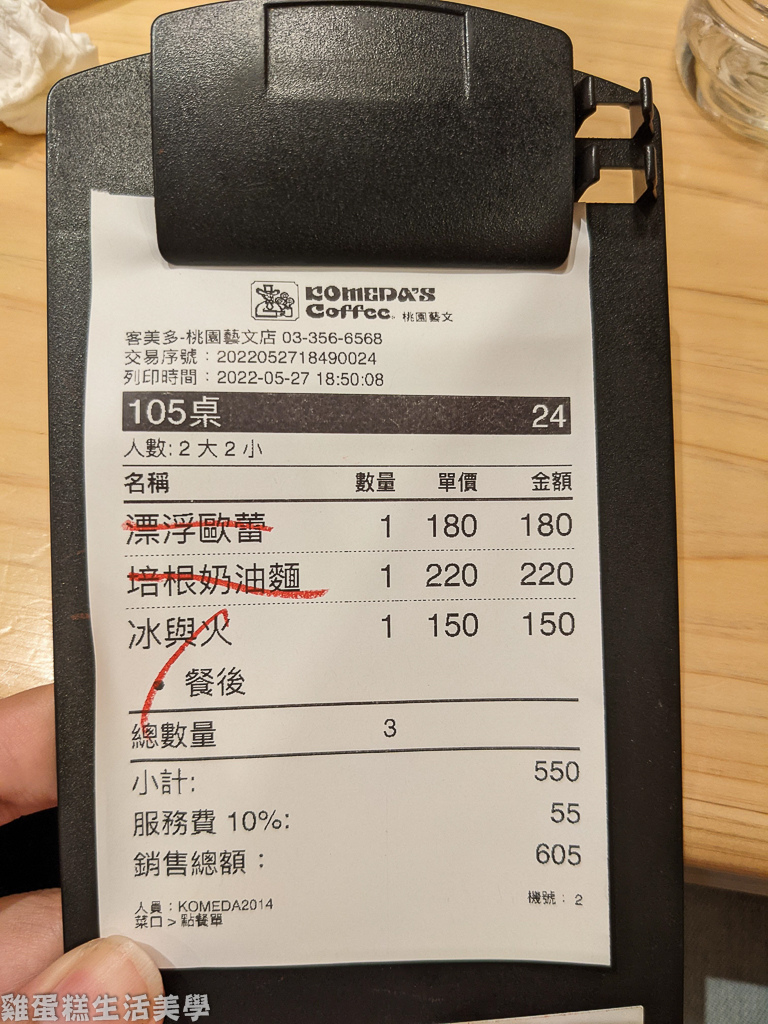 KOMEDA'S
Coffee. 桃園藝文
客美多-桃園藝文店 03-356-6568
交易序號：2022052718490024
列印時間：2022-05-27 18:50:08
105桌 24
人數: 2 大 2 小
名稱 數量 單價 金額
漂浮歐蕾 1 180 180
培根奶油麵 1 220 220
冰與火 1 150 150
• 餐後
總數量 3
小計: 550
服務費 10%: 55
銷售總額： 605
人員：KOMEDA2014 機號：2
菜口 > 點餐單
雞蛋糕生活美學